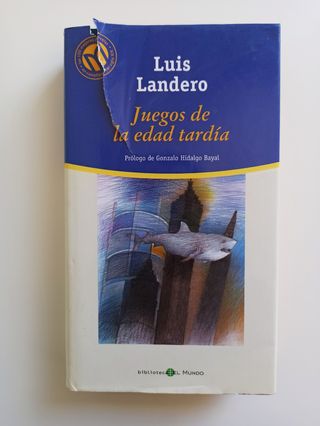 Luis
Landero
Juegos de
la edad tardía
Prólogo de Gonzalo Hidalgo Bayal
biblioteca EL MUNDO